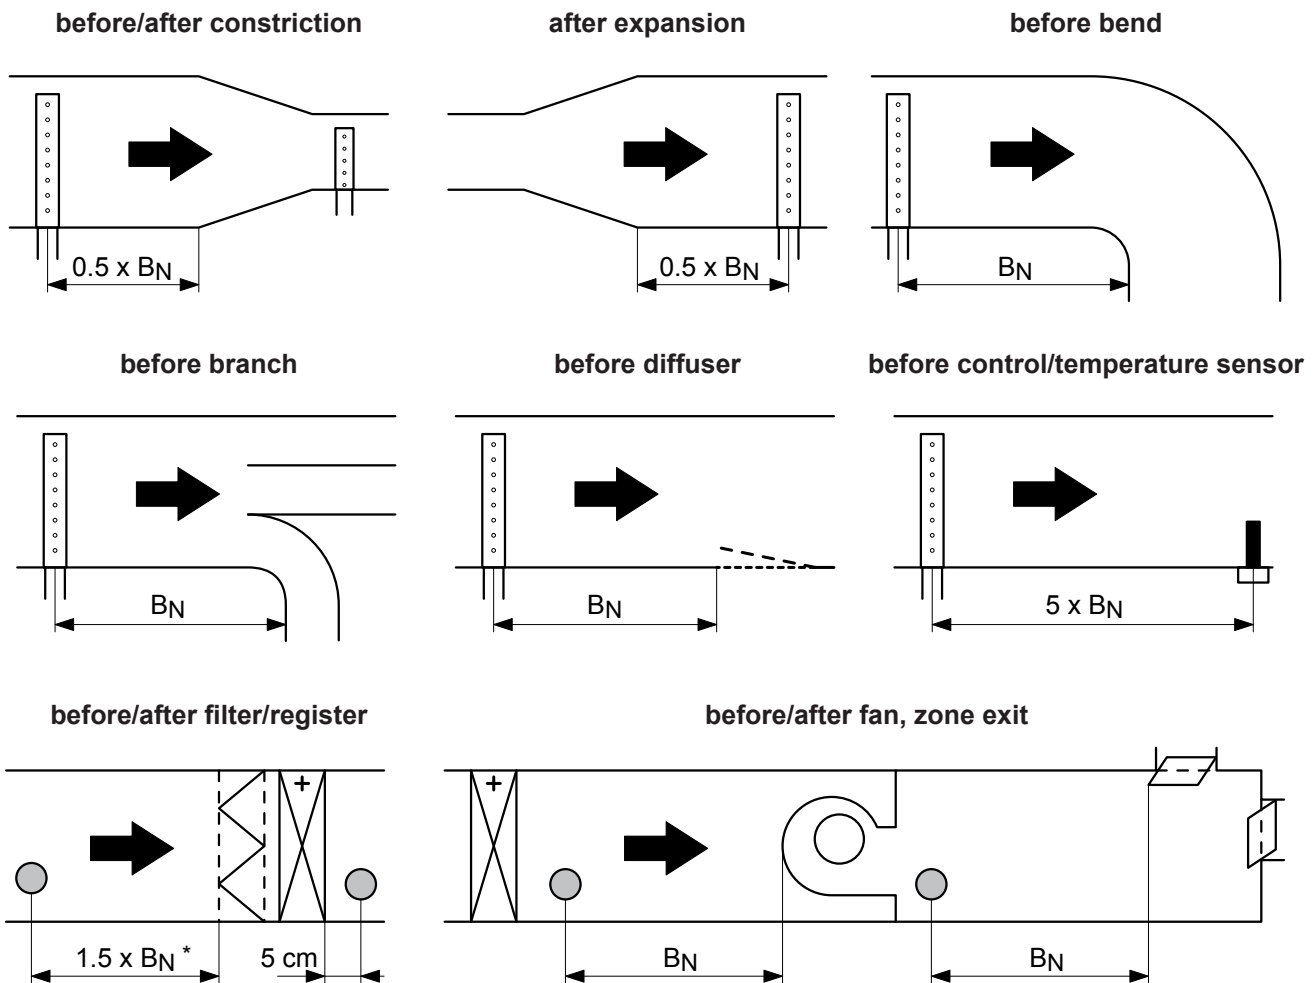 before/after constriction
after expansion
before bend
0.5 x BN
0.5 x BN
BN
before branch
before diffuser
before control/temperature sensor
BN
BN
5 x BN
before/after filter/register
before/after fan, zone exit
+
+
1.5 x BN *
5 cm
BN
BN